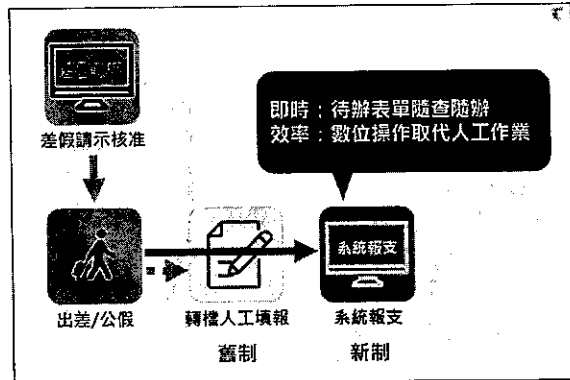 差假請示核准
即時：待辦表單隨查隨辦
效率：數位操作取代人工作業
系統報支
出差/公假
轉檔人工填報
系統報支
舊制
新制